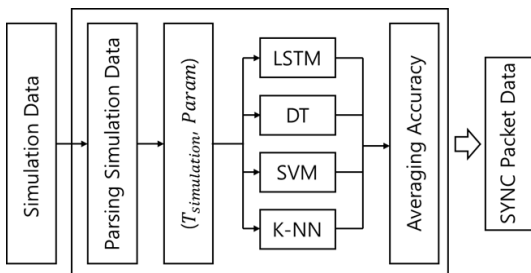 Simulation Data
Parsing Simulation Data
(T_simulation, Param)
LSTM
DT
SVM
K-NN
Averaging Accuracy
SYNC Packet Data